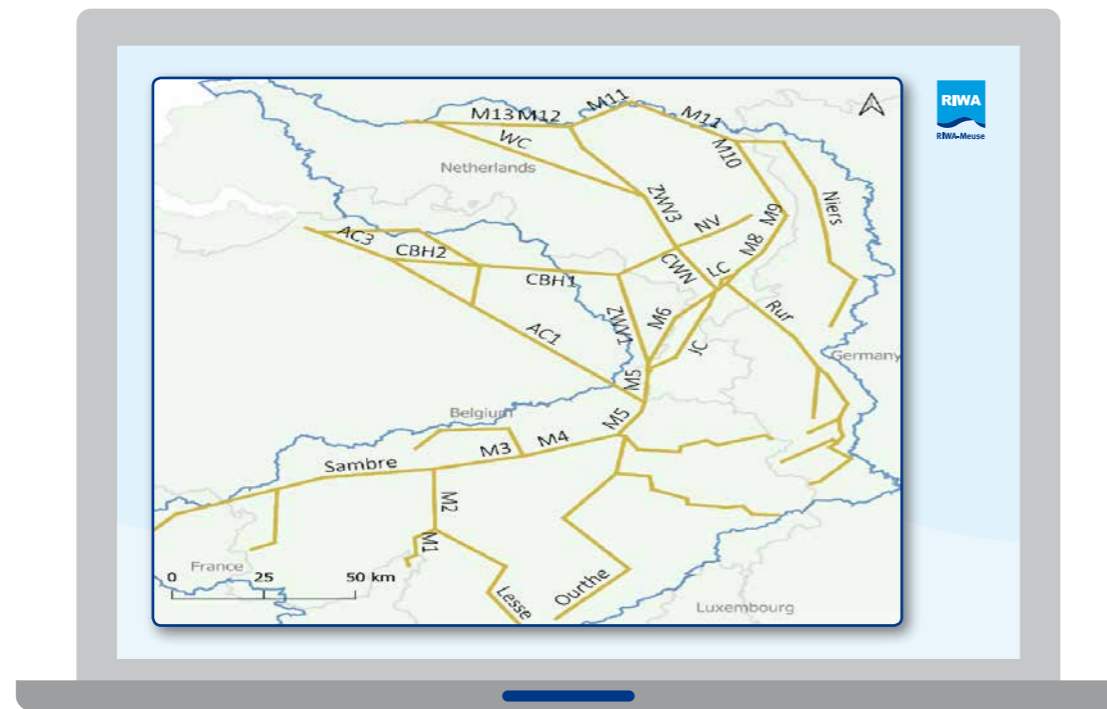 RIWA
RIWA-Meuse
M13 M12
M11
M11
WC
M10
Netherlands
Niers
ZWV3
NV
M9
M8
AC3
CBH2
CBH1
CWN
LC
Rur
ZWV1
M6
JC
AC1
Germany
M5
M5
Belgium
M4
M3
Sambre
M2
M1
France
0 25 50 km
Lesse
Ourthe
Luxembourg